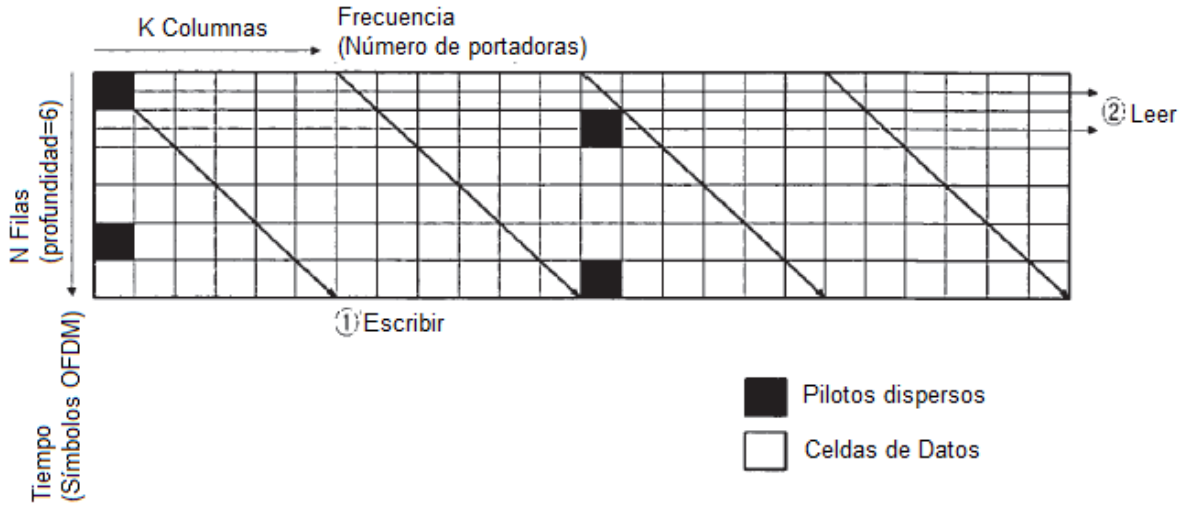 K Columnas
Frecuencia
(Número de portadoras)
N Filas
(profundidad=6)
② Leer
① Escribir
Tiempo
(Símbolos OFDM)
Pilotos dispersos
Celdas de Datos